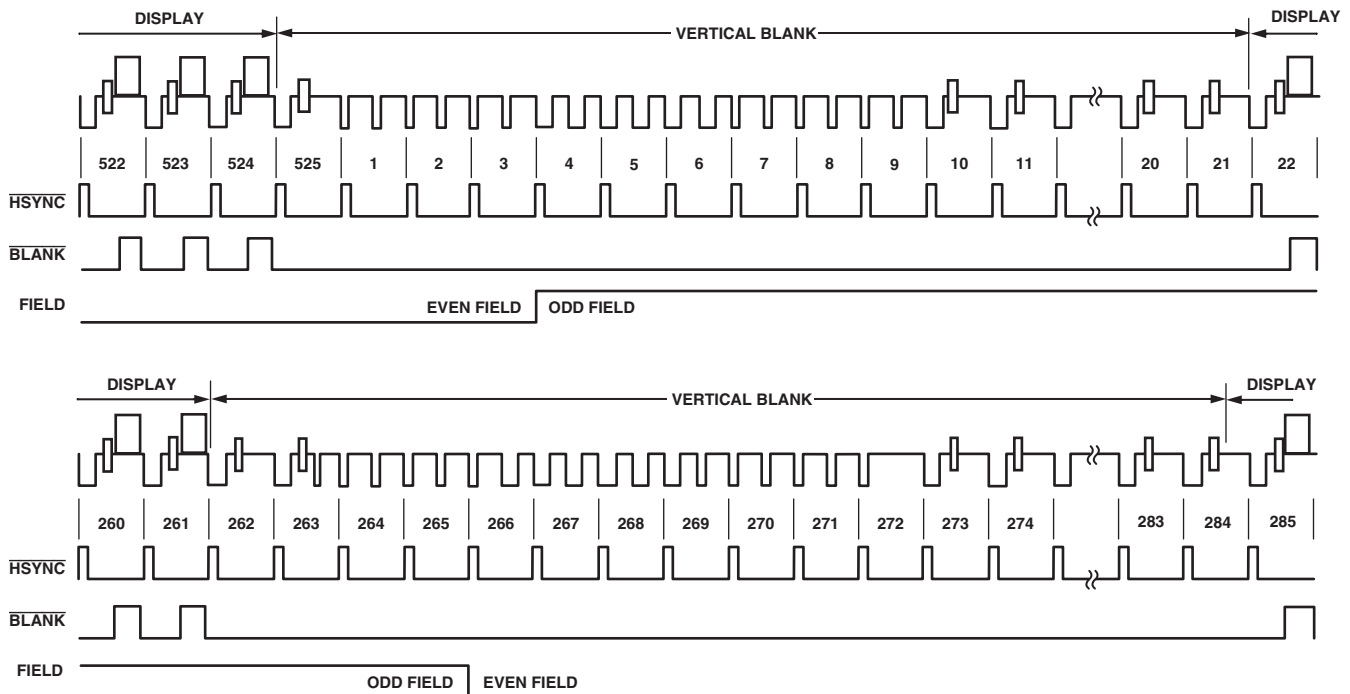 DISPLAY VERTICAL BLANK DISPLAY
522 523 524 525 1 2 3 4 5 6 7 8 9 10 11 20 21 22
HSYNC
BLANK
FIELD EVEN FIELD ODD FIELD
DISPLAY VERTICAL BLANK DISPLAY
260 261 262 263 264 265 266 267 268 269 270 271 272 273 274 283 284 285
HSYNC
BLANK
FIELD ODD FIELD EVEN FIELD